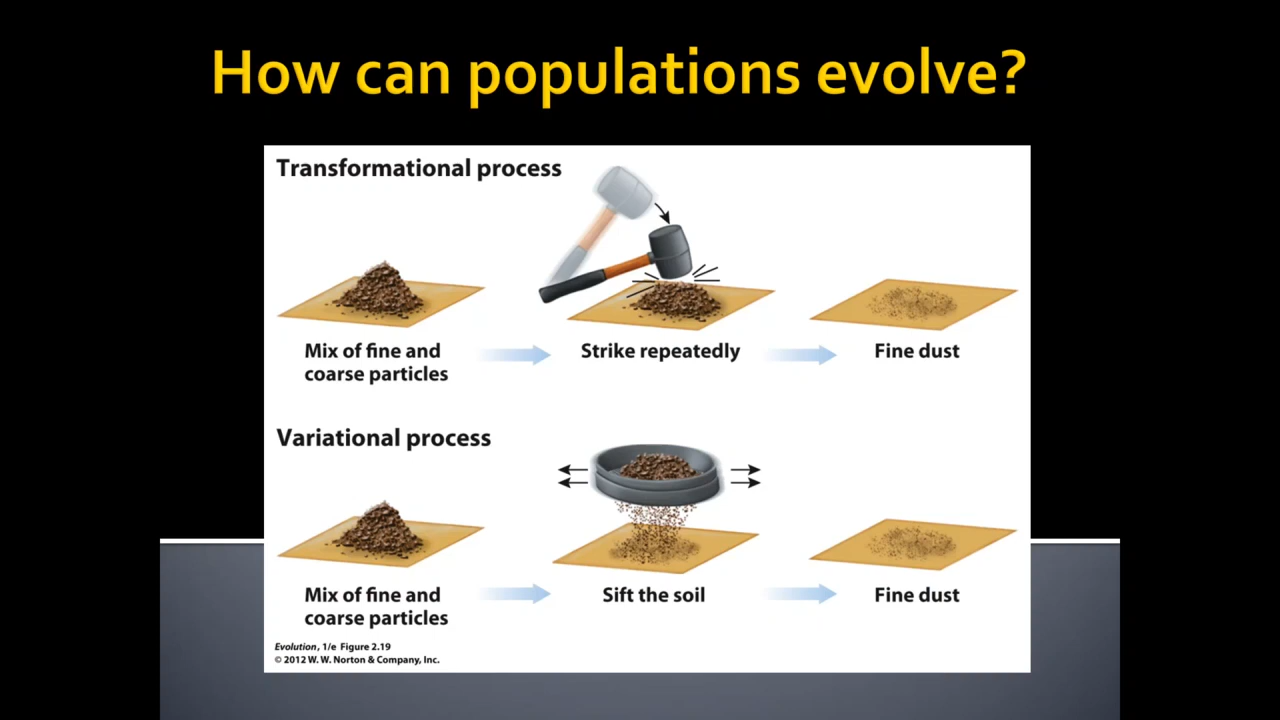 How can populations evolve?
Transformational process
Mix of fine and
coarse particles
Strike repeatedly
Fine dust
Variational process
Mix of fine and
coarse particles
Sift the soil
Fine dust
Evolution, 1/e Figure 2.19
© 2012 W. W. Norton & Company, Inc.